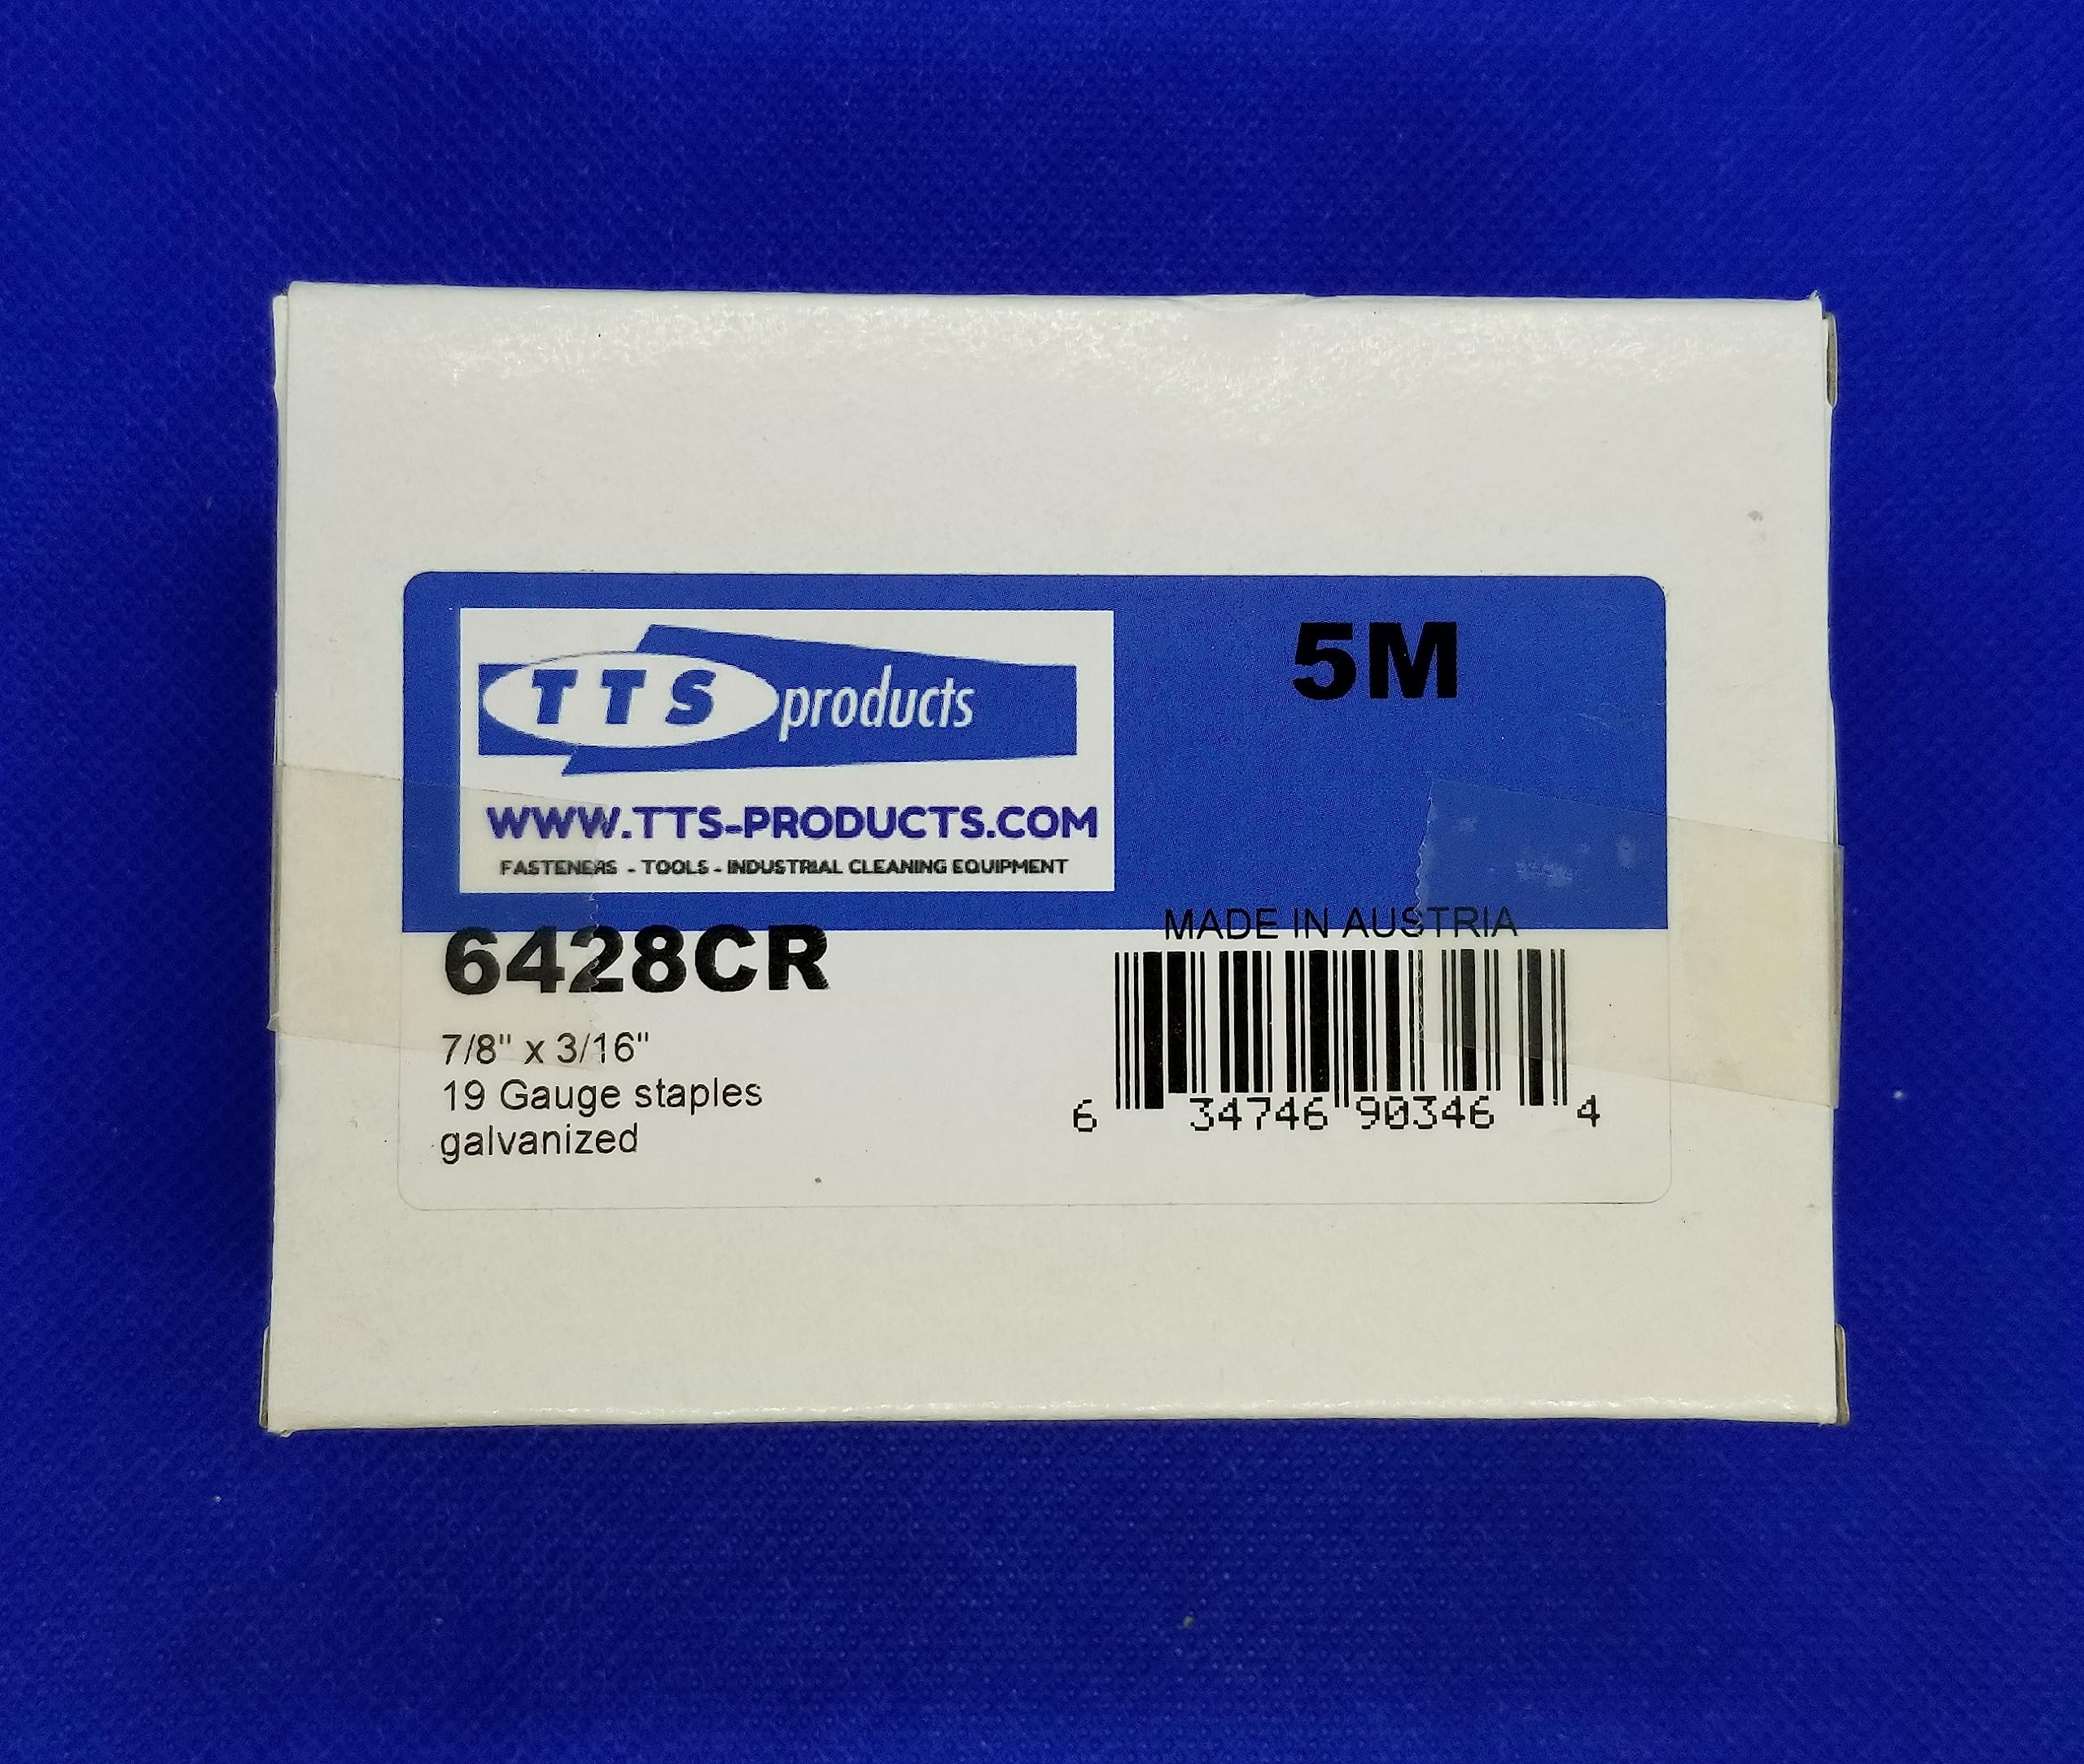 TTS products
5M
WWW.TTS-PRODUCTS.COM
FASTENERS - TOOLS - INDUSTRIAL CLEANING EQUIPMENT
6428CR
MADE IN AUSTRIA
7/8" x 3/16"
19 Gauge staples
galvanized
6 34746 90346 4